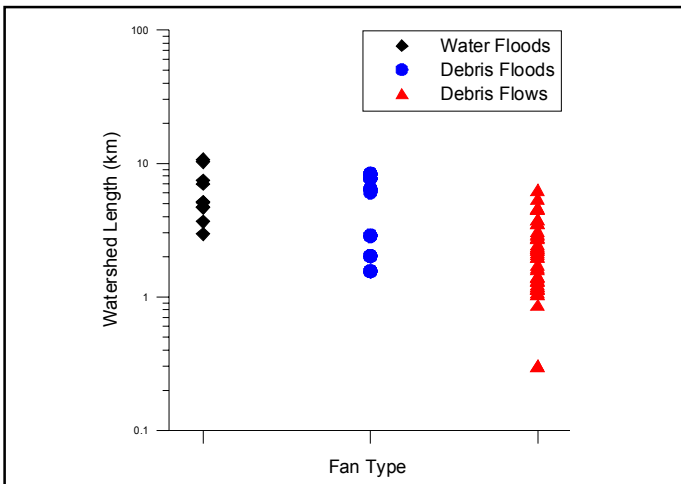 100
Water Floods
Debris Floods
Debris Flows
10
Watershed Length (km)
1
0.1
Fan Type